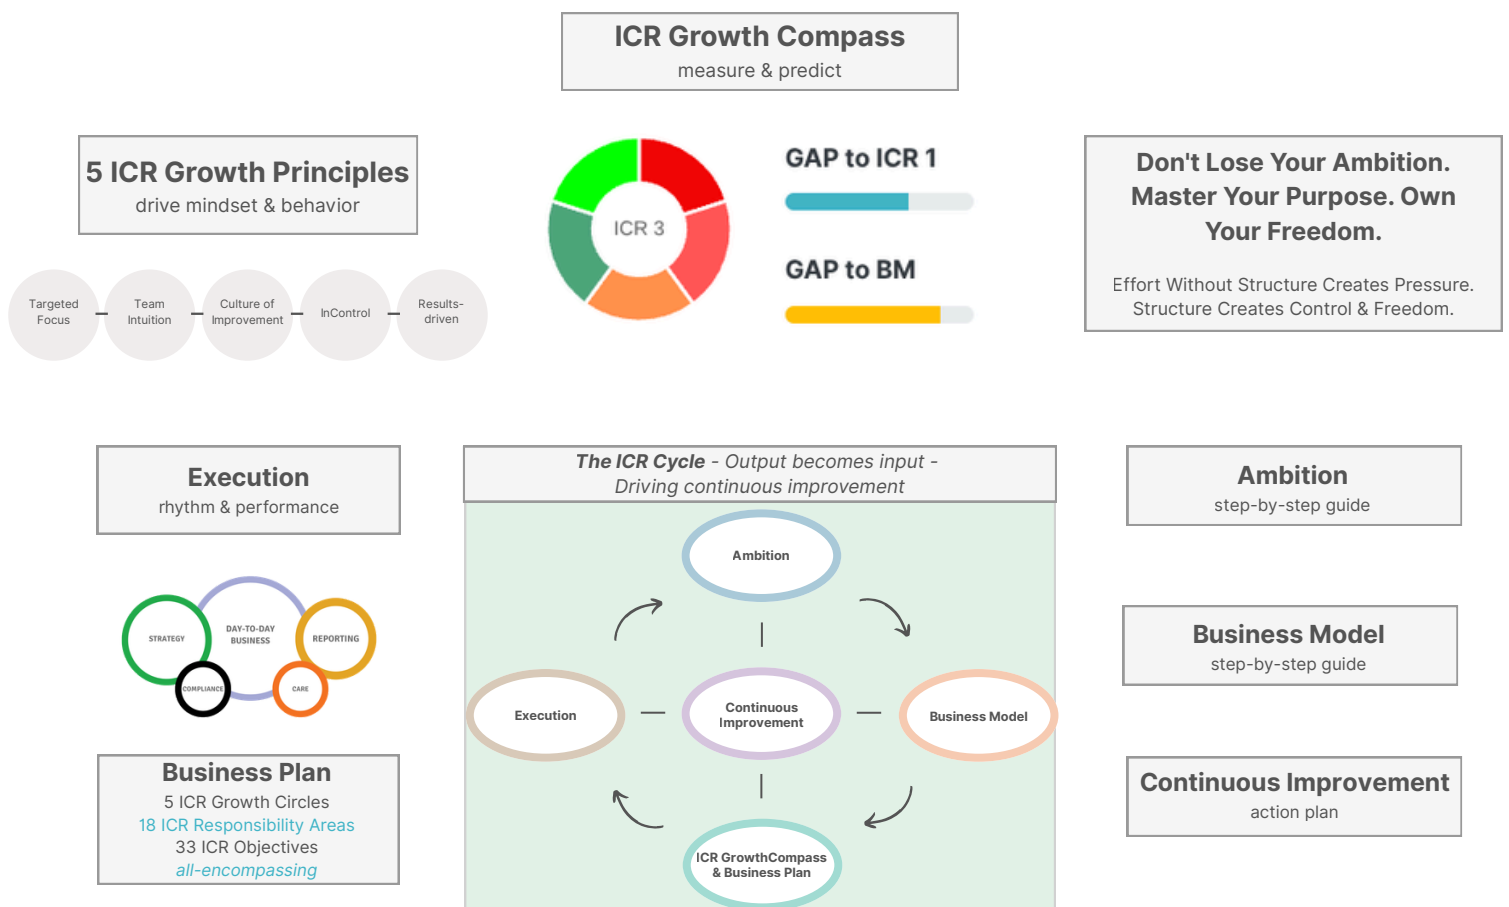 ICR Growth Compass
measure & predict
5 ICR Growth Principles
drive mindset & behavior
Targeted
Focus
Team
Intuition
Culture of
Improvement
InControl
Results-
driven
ICR 3
GAP to ICR 1
GAP to BM
Don't Lose Your Ambition.
Master Your Purpose. Own
Your Freedom.
Effort Without Structure Creates Pressure.
Structure Creates Control & Freedom.
Execution
rhythm & performance
STRATEGY
DAY-TO-DAY
BUSINESS
REPORTING
COMPLIANCE
CARE
Business Plan
5 ICR Growth Circles
18 ICR Responsibility Areas
33 ICR Objectives
all-encompassing
The ICR Cycle - Output becomes input -
Driving continuous improvement
Ambition
Execution
Continuous
Improvement
Business Model
ICR GrowthCompass
& Business Plan
Ambition
step-by-step guide
Business Model
step-by-step guide
Continuous Improvement
action plan